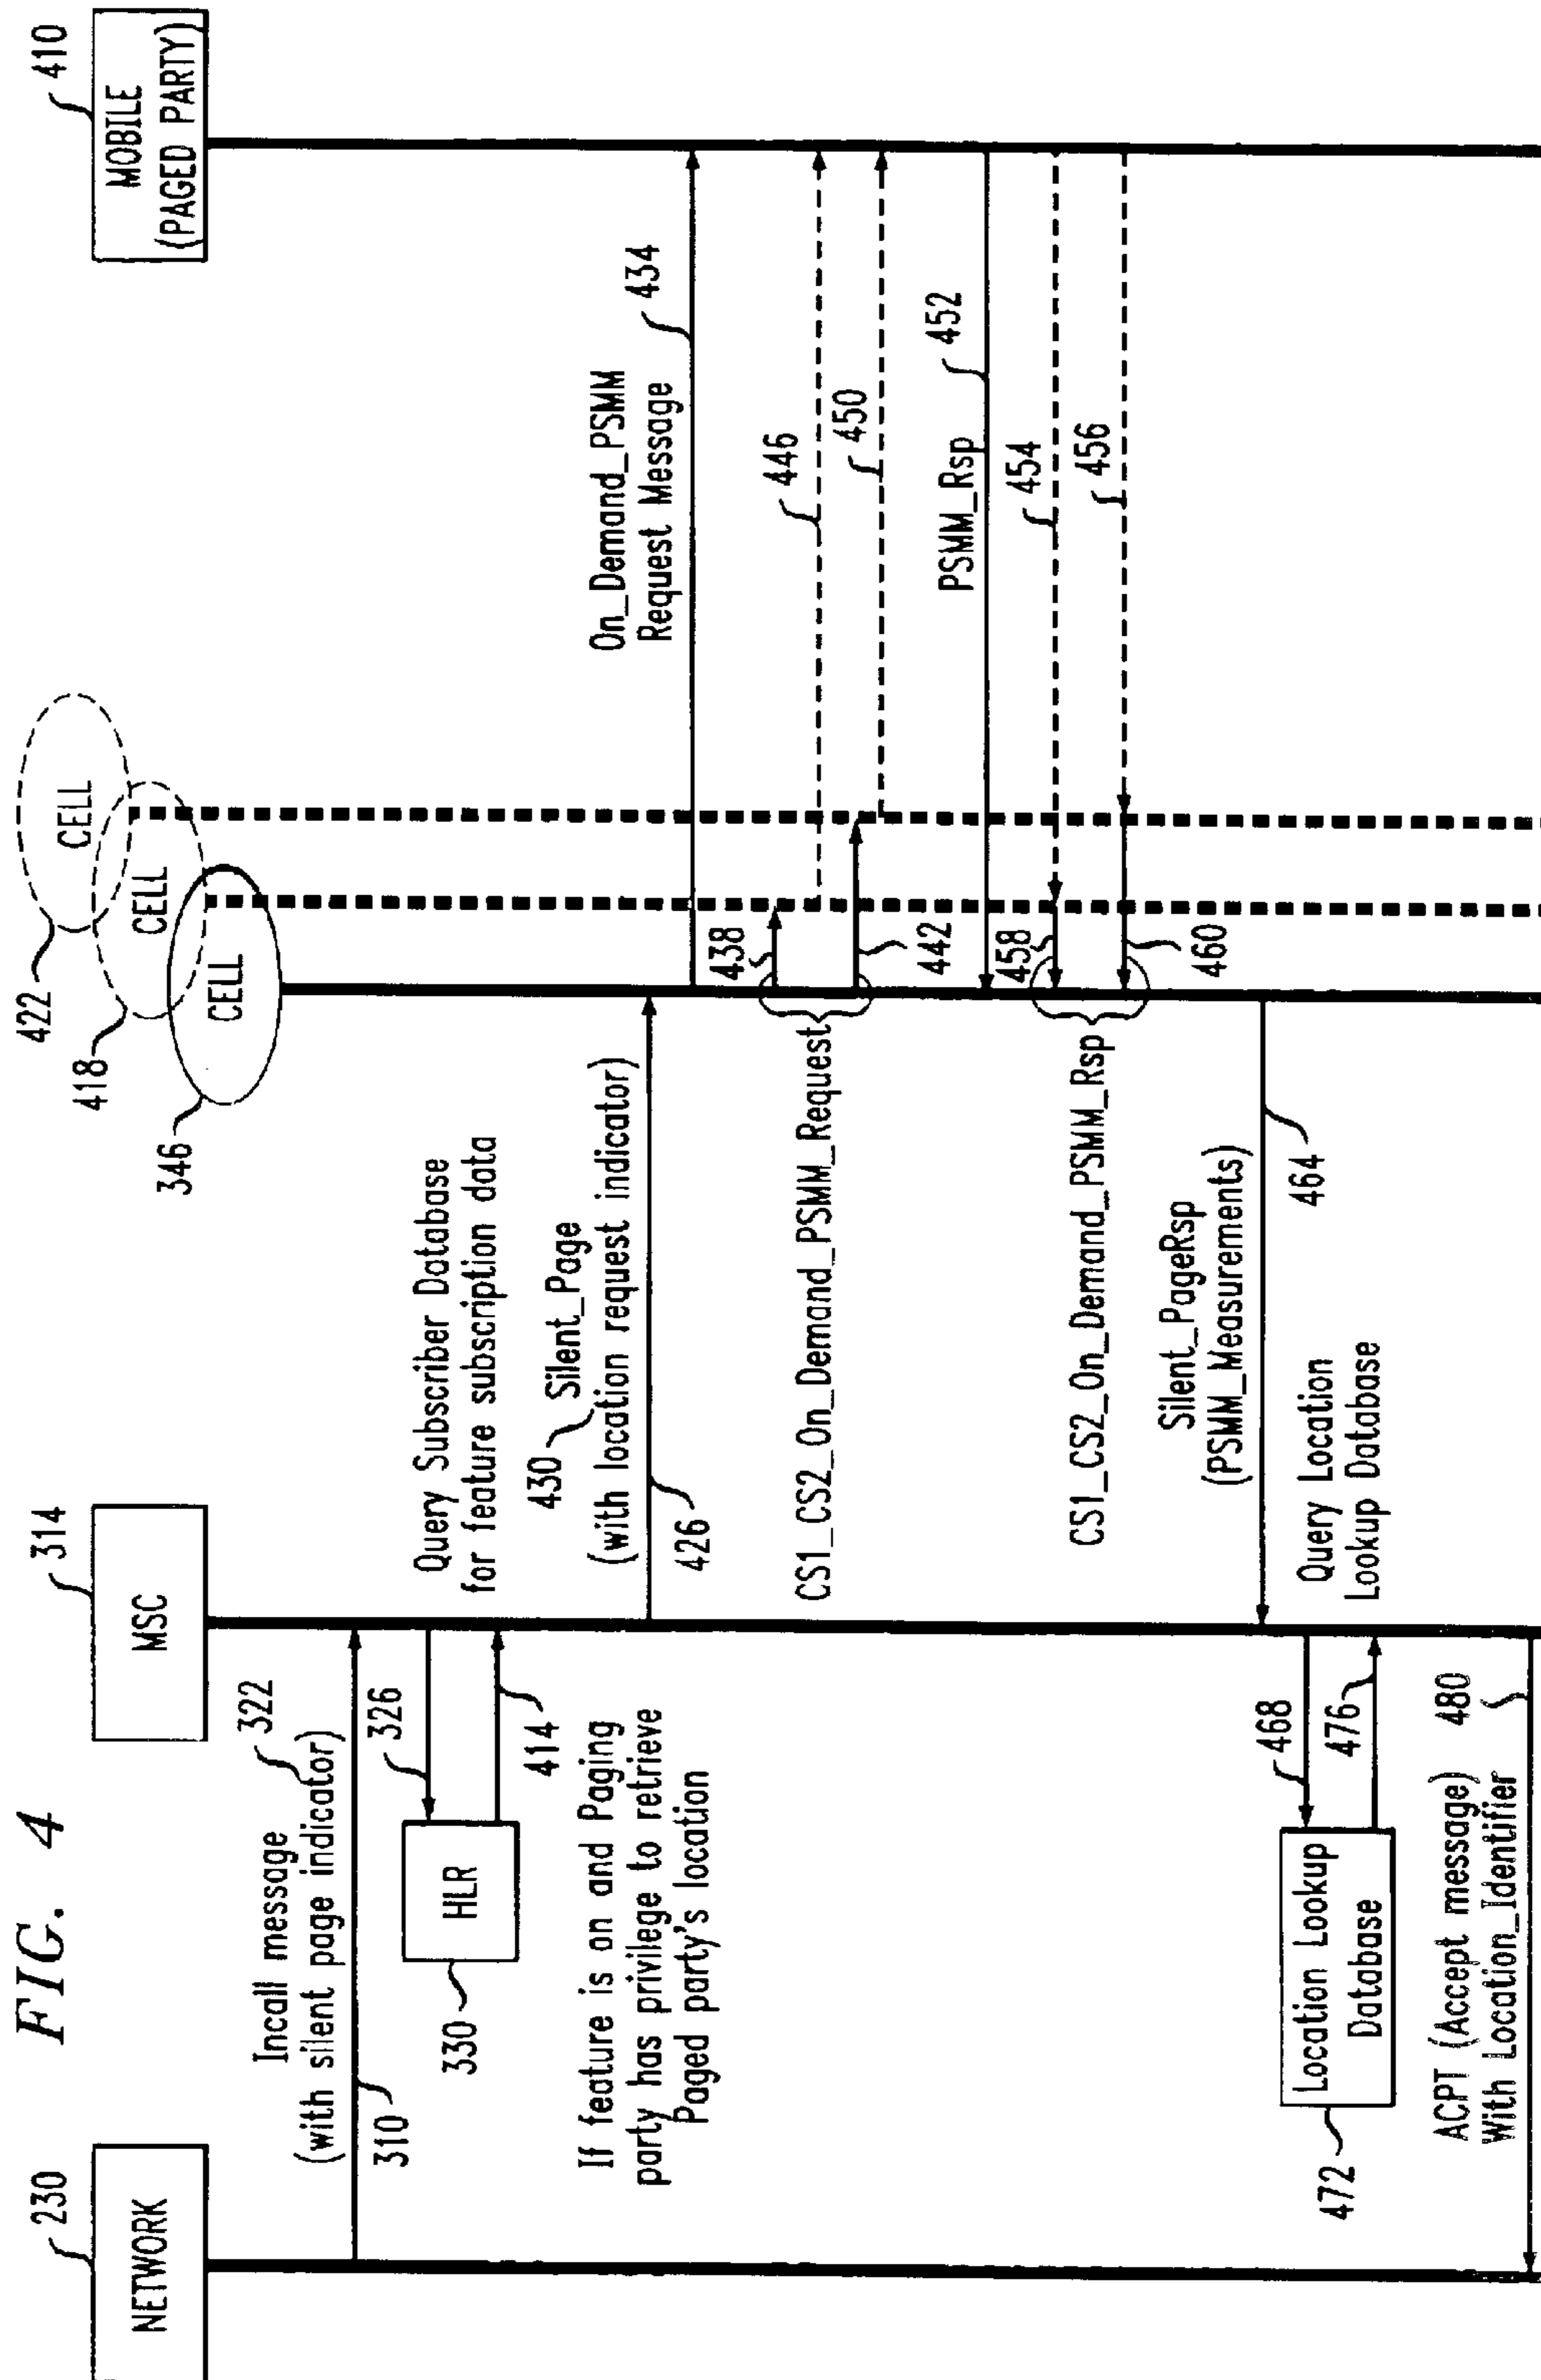 FIG. 4
230
NETWORK
314
MSC
422
CELL
418
CELL
346
CELL
410
MOBILE
(PAGED PARTY)
Incall message
322
(with silent page indicator)
310
326
HLR
330
414
If feature is on and Paging
party has privilege to retrieve
Paged party's location
Query Subscriber Database
for feature subscription data
430
Silent_Page
(with location request indicator)
426
On_Demand_PSMM
Request Message
434
438
446
442
450
CS1_CS2_On_Demand_PSMM_Request
PSMM_Rsp
452
454
458
456
460
CS1_CS2_On_Demand_PSMM_Rsp
Silent_PageRsp
(PSMM_Measurements)
464
Query Location
Lookup Database
468
Location Lookup
Database
472
476
ACPT (Accept message)
480
With Location_Identifier